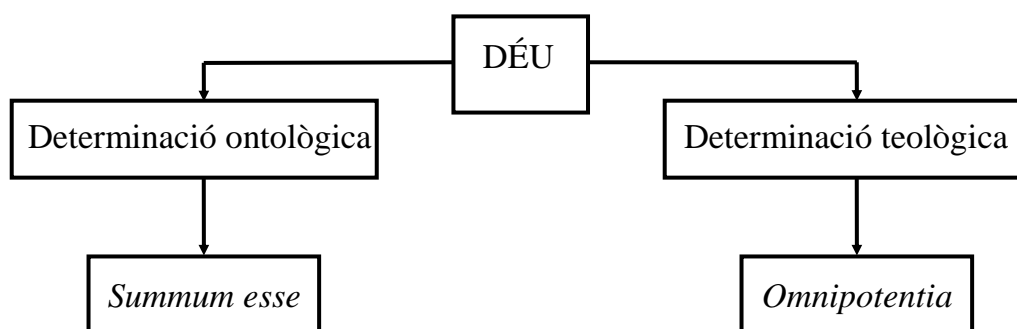 DÉU
Determinació ontològica
Determinació teològica
Summum esse
Omnipotentia